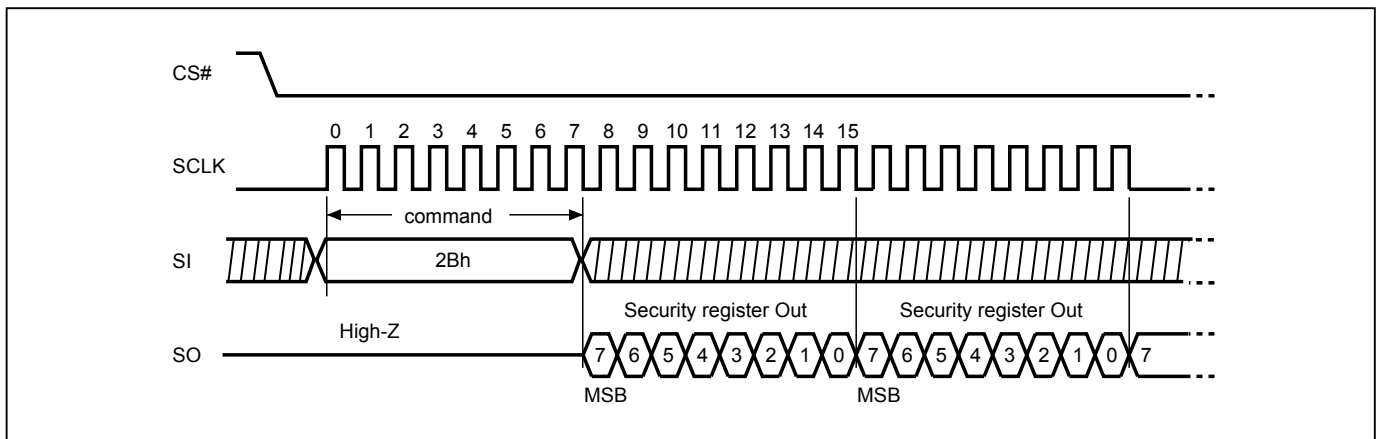 CS#
0 1 2 3 4 5 6 7 8 9 10 11 12 13 14 15
SCLK
command
SI
2Bh
Security register Out Security register Out
High-Z
SO
7 6 5 4 3 2 1 0 7 6 5 4 3 2 1 0 7
MSB MSB